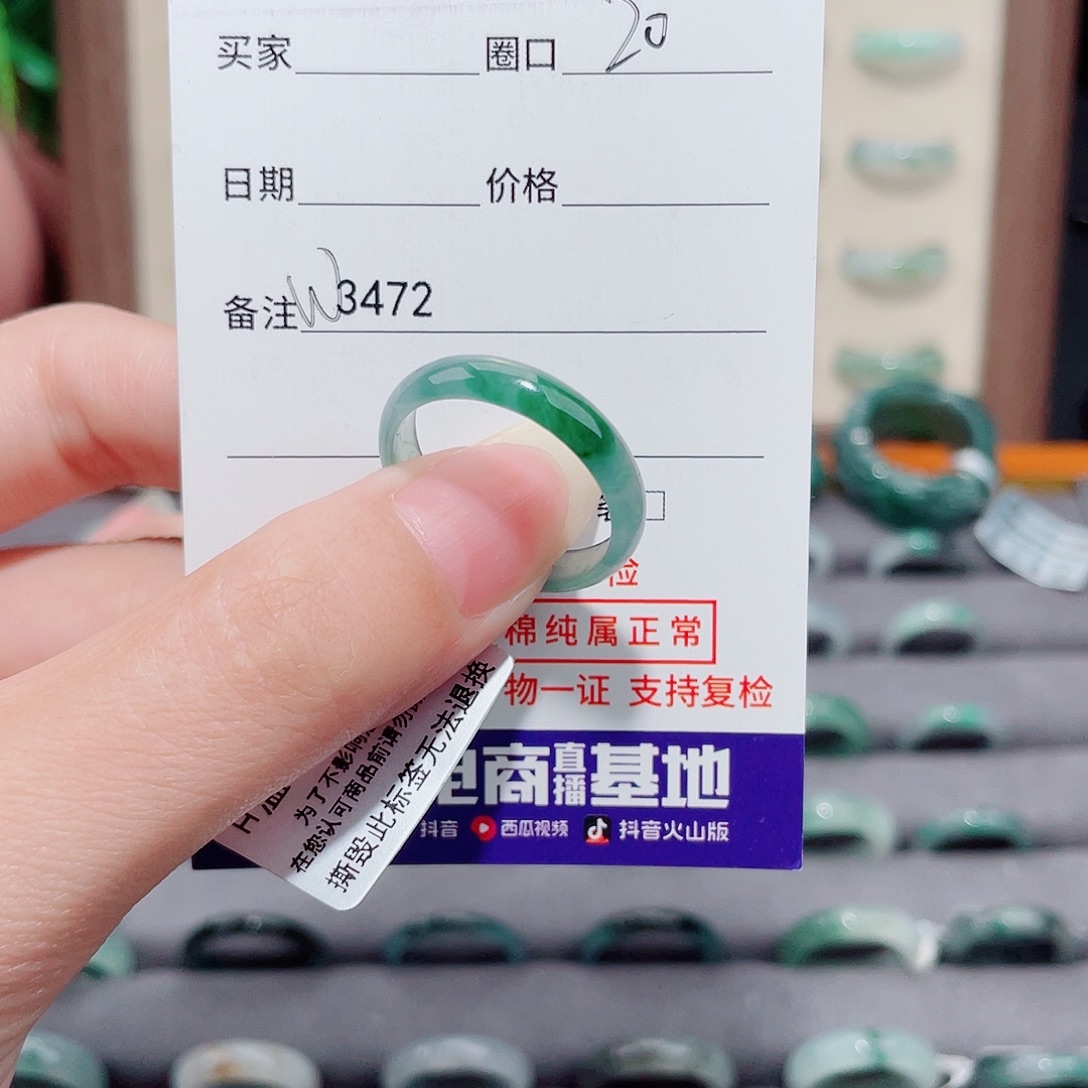 买家 圈口 20
日期 价格
备注 W3472
检
棉纯属正常
物一证 支持复检
电商直播基地
抖音 西瓜视频 抖音火山版
为了不影响
在您认可商品前请勿
撕毁此标签无法退换